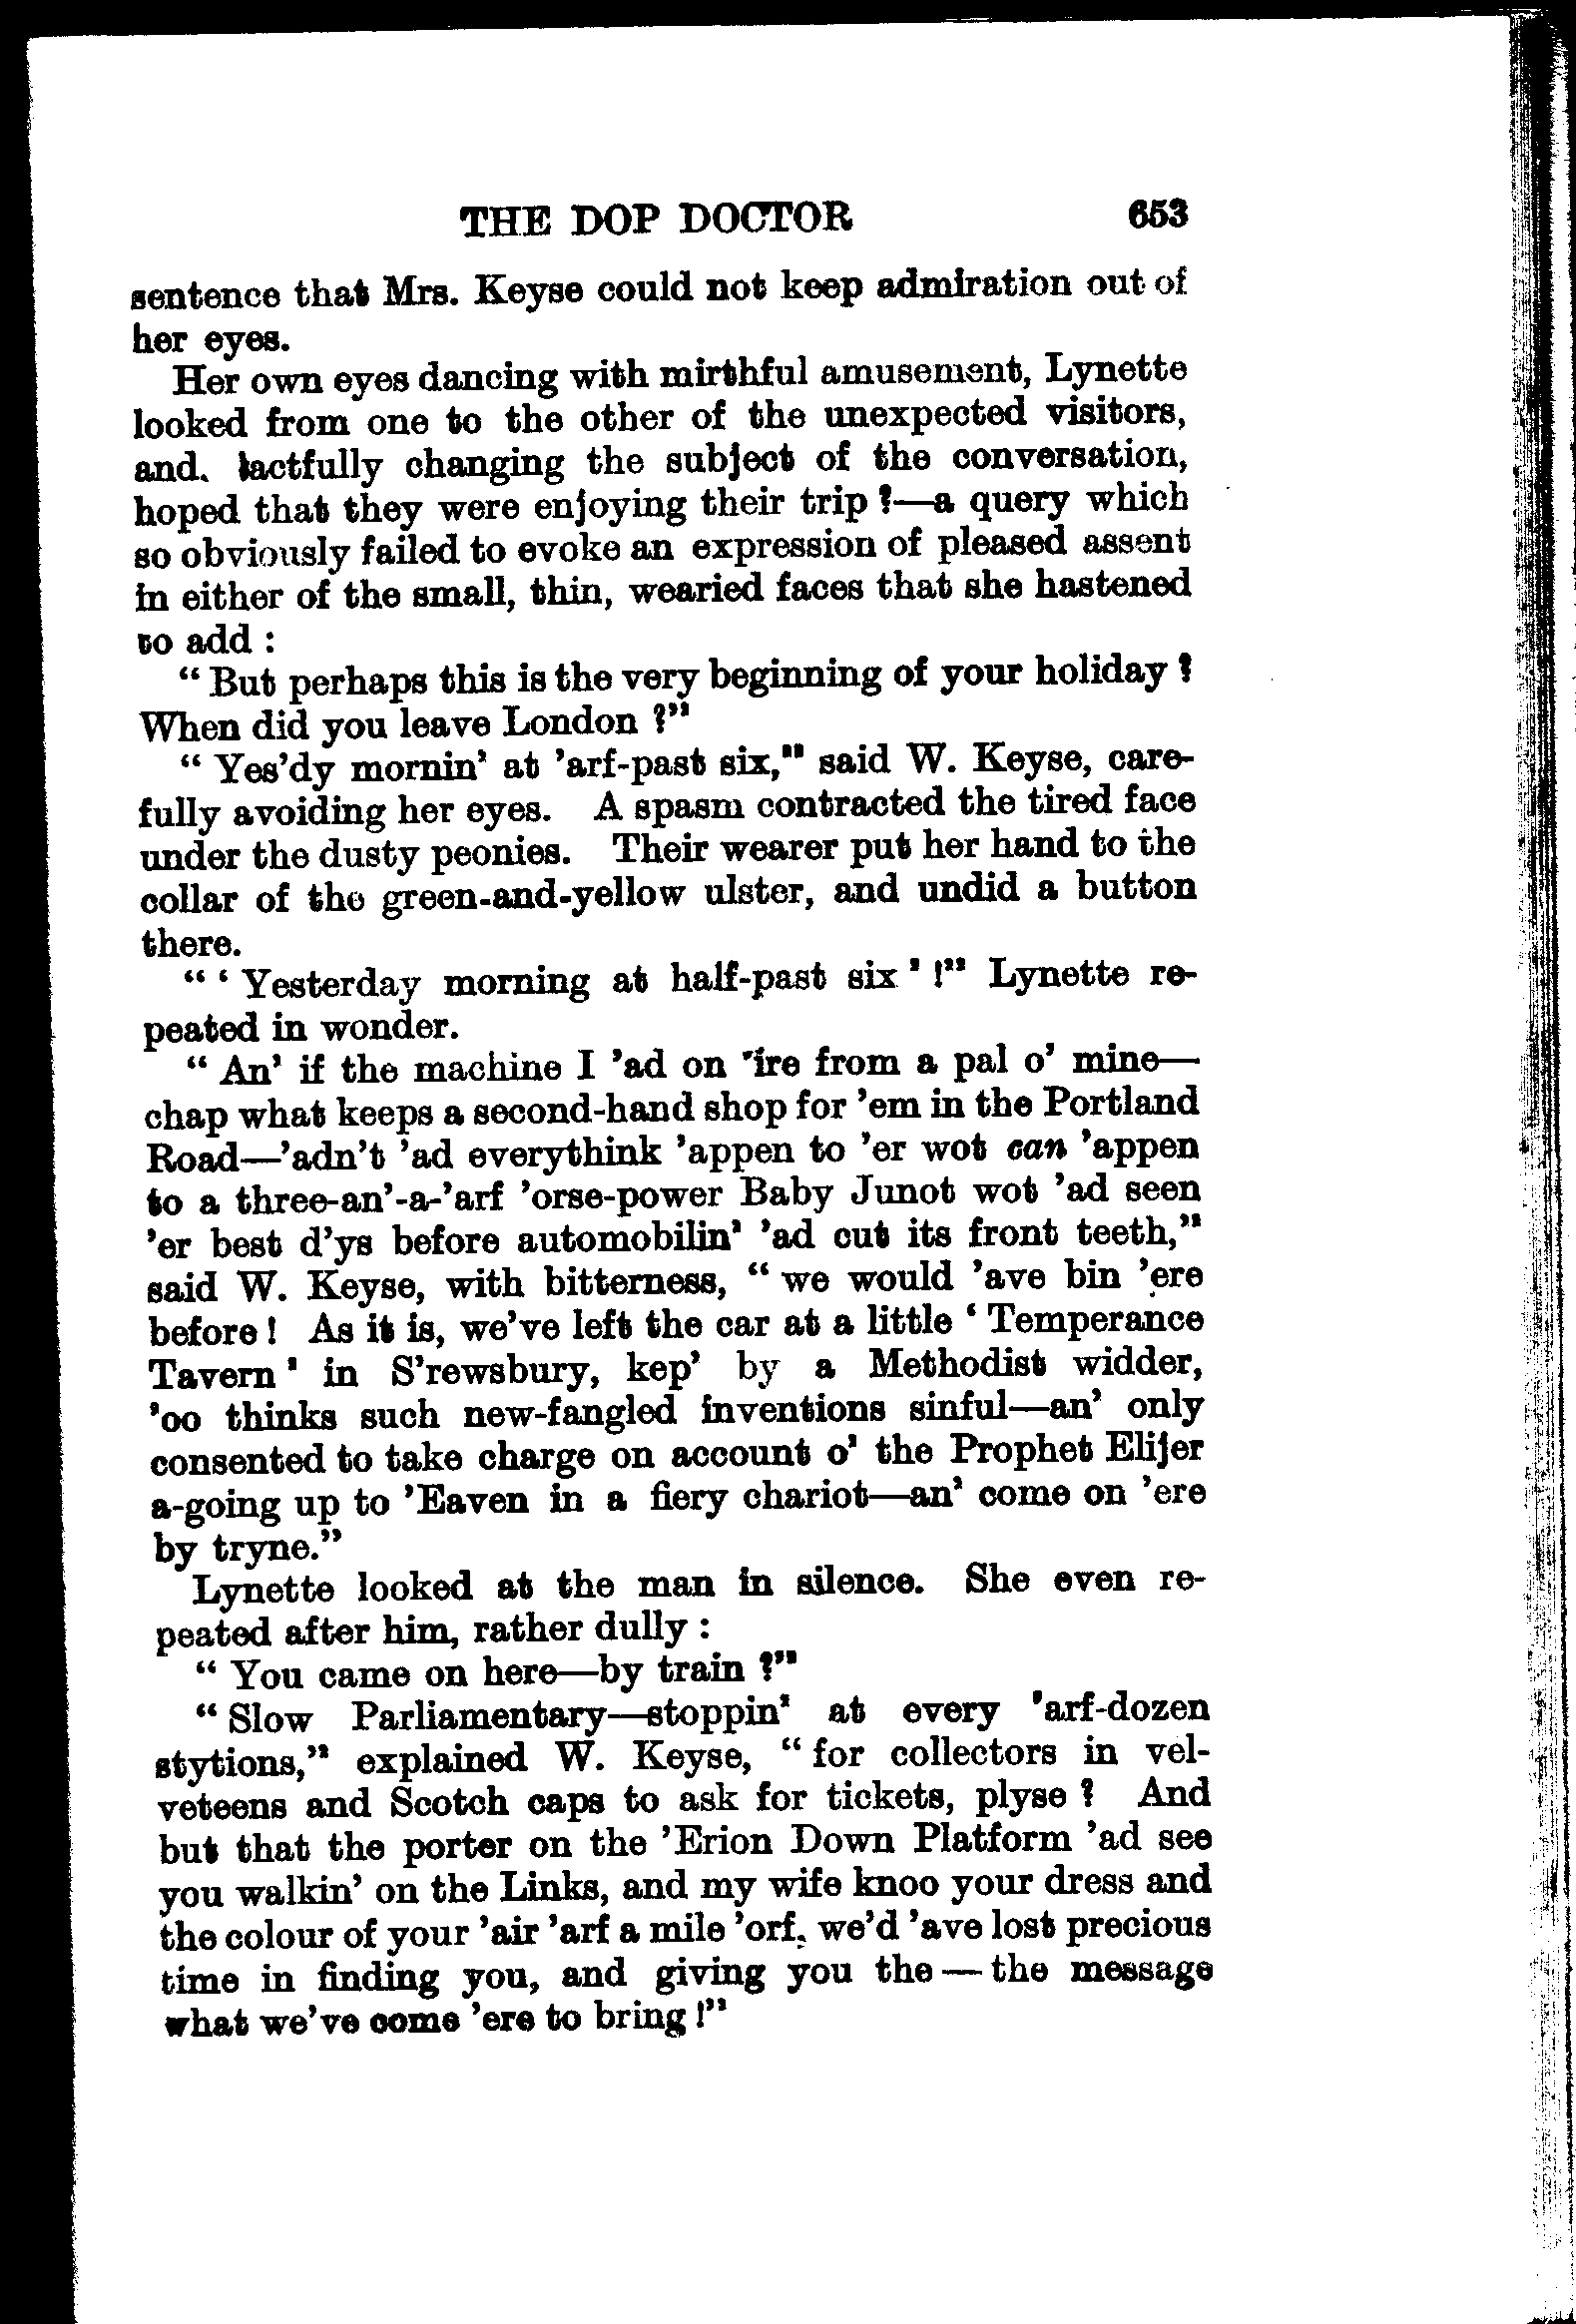 THE DOP DOCTOR 653
sentence that Mrs. Keyse could not keep admiration out of
her eyes.
Her own eyes dancing with mirthful amusement, Lynette
looked from one to the other of the unexpected visitors,
and, tactfully changing the subject of the conversation,
hoped that they were enjoying their trip ?—a query which
so obviously failed to evoke an expression of pleased assent
in either of the small, thin, wearied faces that she hastened
to add :
“ But perhaps this is the very beginning of your holiday ?
When did you leave London ?”
“ Yes’dy mornin’ at ’arf-past six,” said W. Keyse, care-
fully avoiding her eyes. A spasm contracted the tired face
under the dusty peonies. Their wearer put her hand to the
collar of the green-and-yellow ulster, and undid a button
there.
“ ‘ Yesterday morning at half-past six ’ !” Lynette re-
peated in wonder.
“ An’ if the machine I ’ad on ’ire from a pal o’ mine—
chap what keeps a second-hand shop for ’em in the Portland
Road—’adn’t ’ad everythink ’appen to ’er wot can ’appen
to a three-an’-a-’arf ’orse-power Baby Junot wot ’ad seen
’er best d’ys before automobilin’ ’ad cut its front teeth,”
said W. Keyse, with bitterness, “ we would ’ave bin ’ere
before ! As it is, we’ve left the car at a little ‘ Temperance
Tavern ’ in S’rewsbury, kep’ by a Methodist widder,
’oo thinks such new-fangled inventions sinful—an’ only
consented to take charge on account o’ the Prophet Elijer
a-going up to ’Eaven in a fiery chariot—an’ come on ’ere
by tryne.”
Lynette looked at the man in silence. She even re-
peated after him, rather dully :
“ You came on here—by train ?”
“ Slow Parliamentary—stoppin’ at every ’arf-dozen
stytions,” explained W. Keyse, “ for collectors in vel-
veteens and Scotch caps to ask for tickets, plyse ? And
but that the porter on the ’Erion Down Platform ’ad see
you walkin’ on the Links, and my wife knoo your dress and
the colour of your ’air ’arf a mile ’orf, we’d ’ave lost precious
time in finding you, and giving you the — the message
what we’ve come ’ere to bring !”